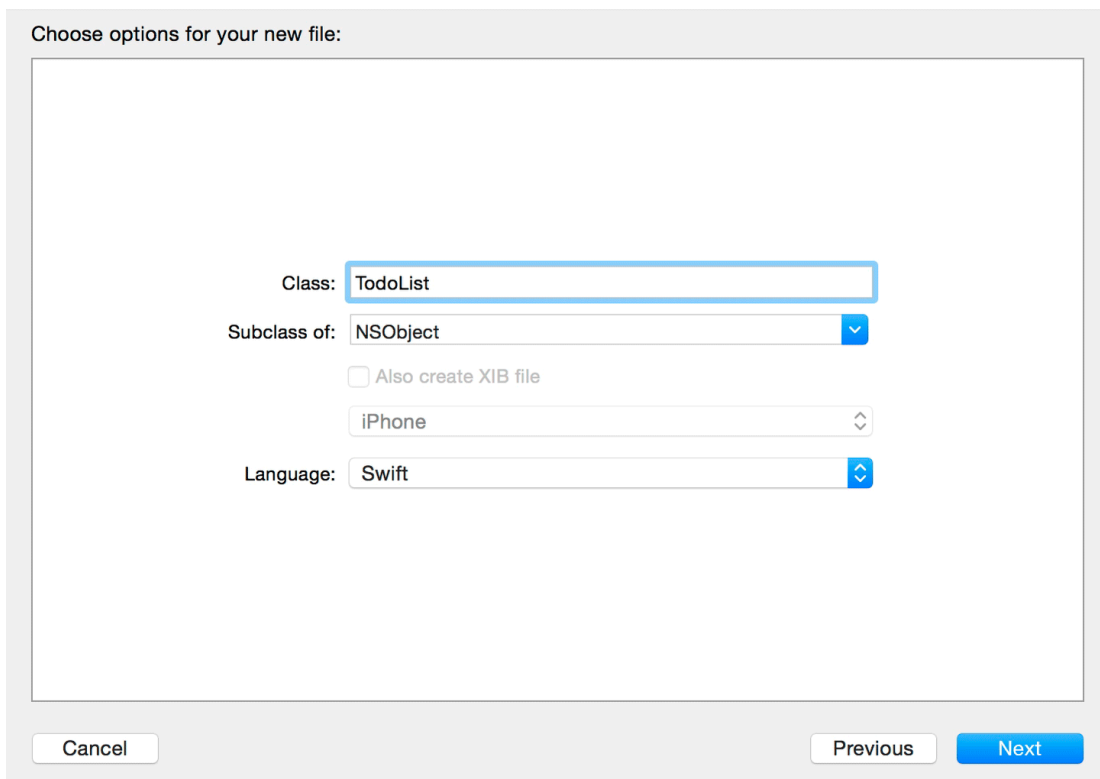 Choose options for your new file:
Class: TodoList
Subclass of: NSObject
Also create XIB file
iPhone
Language: Swift
Cancel Previous Next